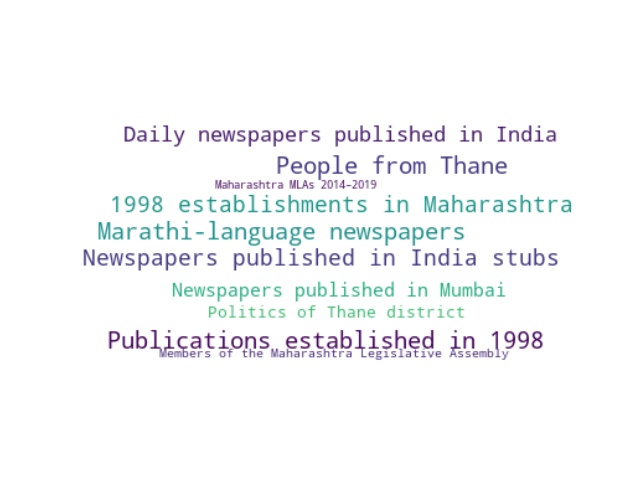 Daily newspapers published in India
People from Thane
Maharashtra MLAs 2014–2019
1998 establishments in Maharashtra
Marathi-language newspapers
Newspapers published in India stubs
Newspapers published in Mumbai
Politics of Thane district
Publications established in 1998
Members of the Maharashtra Legislative Assembly